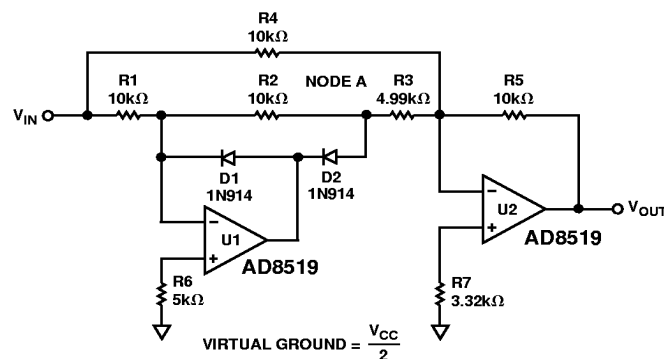 R4
10kΩ
R1
10kΩ
R2
10kΩ
NODE A
R3
4.99kΩ
R5
10kΩ
VIN
D1
1N914
D2
1N914
−
+
U1
AD8519
−
+
U2
AD8519
VOUT
R6
5kΩ
R7
3.32kΩ
VIRTUAL GROUND = VCC
2